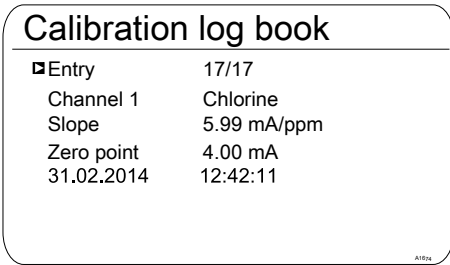 Calibration log book
Entry 17/17
Channel 1 Chlorine
Slope 5.99 mA/ppm
Zero point 4.00 mA
31.02.2014 12:42:11
A1674